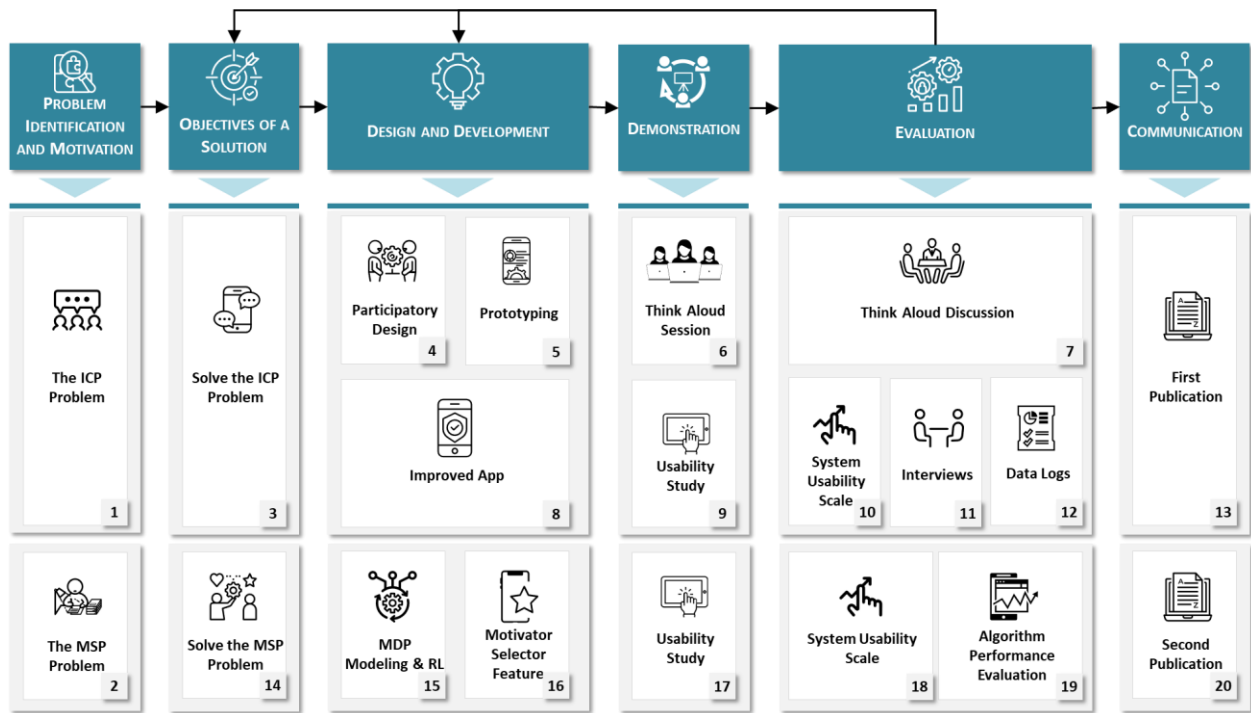 PROBLEM
IDENTIFICATION
AND MOTIVATION
OBJECTIVES OF A
SOLUTION
DESIGN AND DEVELOPMENT
DEMONSTRATION
EVALUATION
COMMUNICATION
The ICP
Problem
1
Solve the ICP
Problem
3
Participatory
Design
4
Prototyping
5
Improved App
8
Think Aloud
Session
6
Usability
Study
9
Think Aloud Discussion
7
System
Usability
Scale
10
Interviews
11
Data Logs
12
First
Publication
13
The MSP
Problem
2
Solve the MSP
Problem
14
MDP
Modeling & RL
15
Motivator
Selector
Feature
16
Usability
Study
17
System Usability
Scale
18
Algorithm
Performance
Evaluation
19
Second
Publication
20